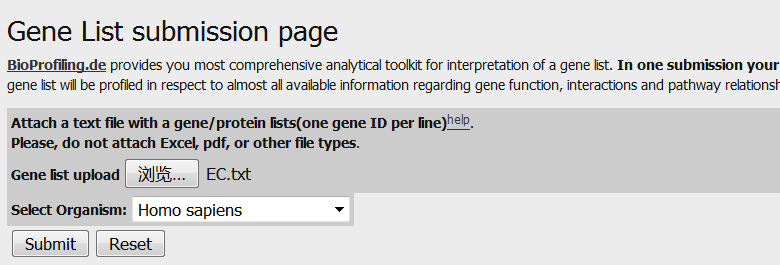 Gene List submission page
BioProfiling.de provides you most comprehensive analytical toolkit for interpretation of a gene list. In one submission your
gene list will be profiled in respect to almost all available information regarding gene function, interactions and pathway relationsh
Attach a text file with a gene/protein lists(one gene ID per line)help.
Please, do not attach Excel, pdf, or other file types.
Gene list upload 浏览... EC.txt
Select Organism: Homo sapiens
Submit Reset